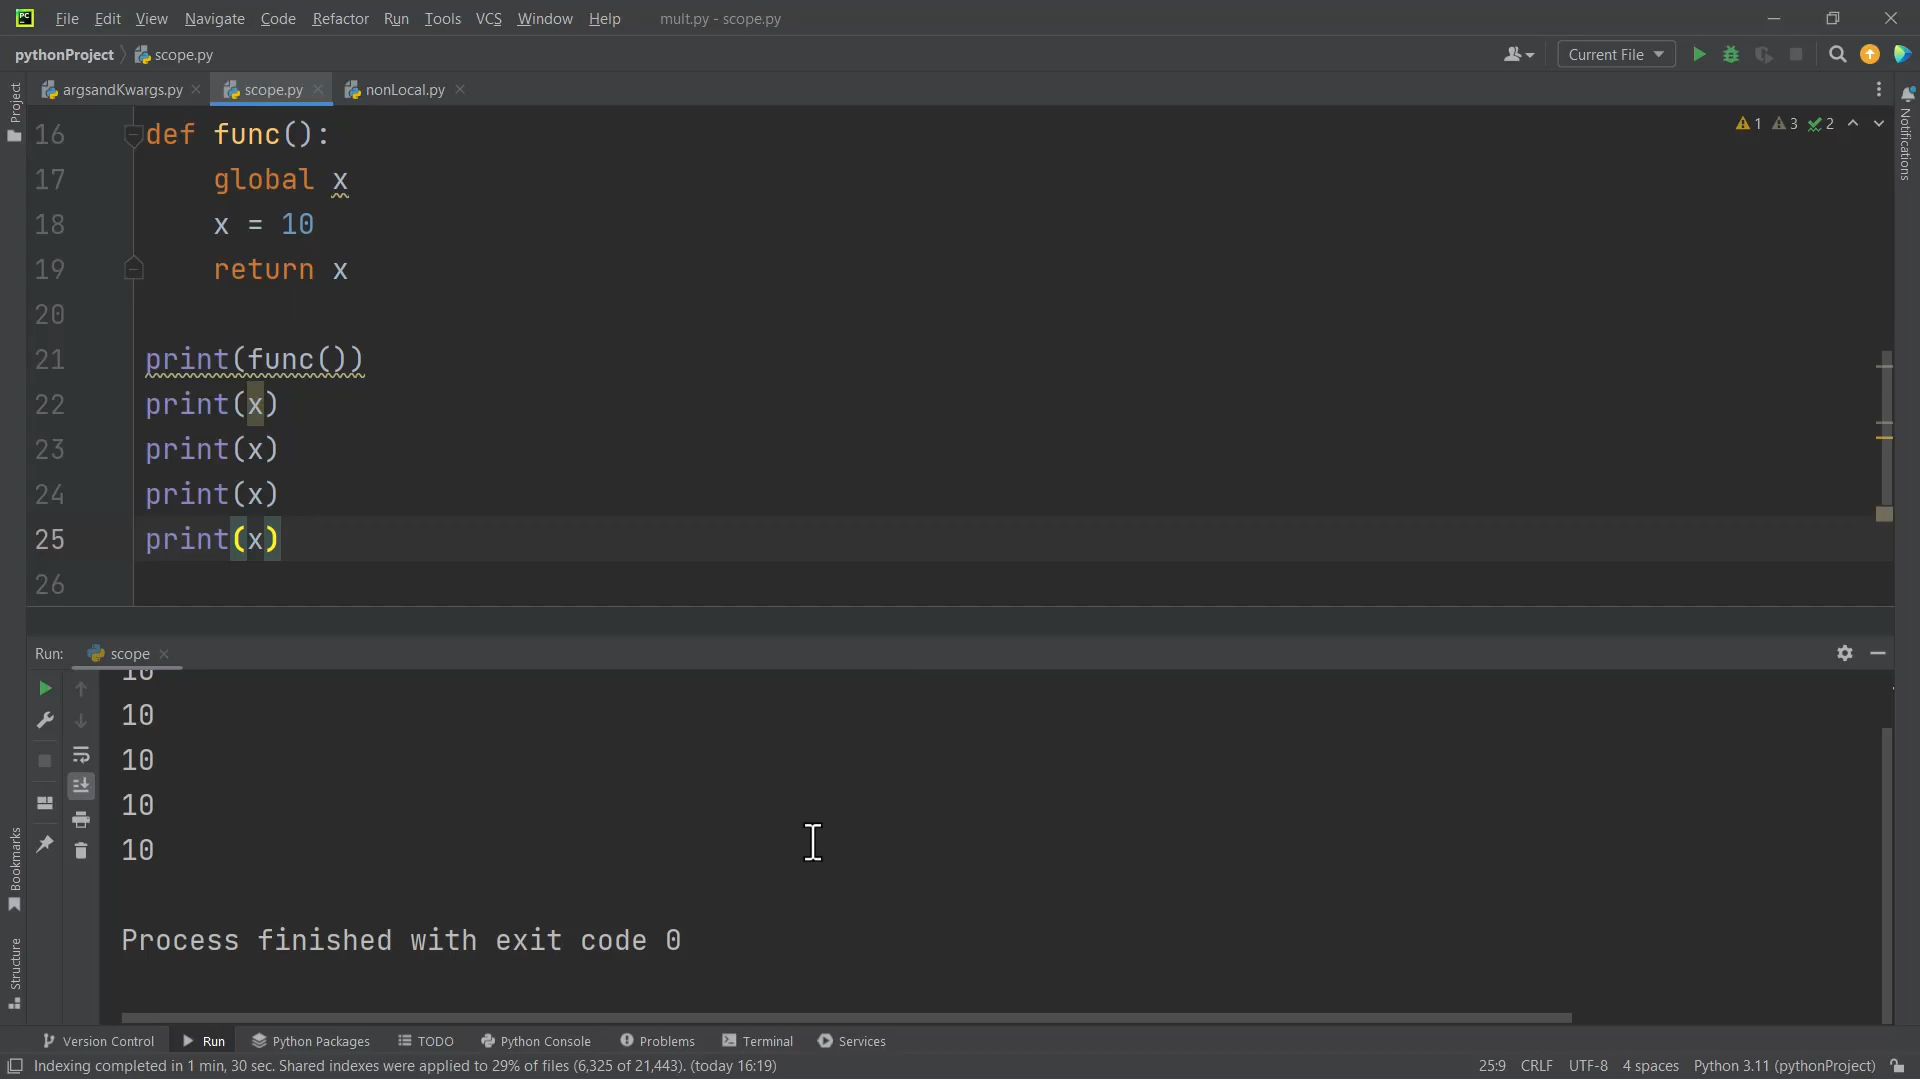 File Edit View Navigate Code Refactor Run Tools VCS Window Help mult.py - scope.py
pythonProject scope.py Current File
argsandKwargs.py scope.py nonLocal.py
Project
Notifications
1 3 2
16 def func():
17 global x
18 x = 10
19 return x
20
21 print(func())
22 print(x)
23 print(x)
24 print(x)
25 print(x)
26
Run: scope
10
10
10
10
10
Process finished with exit code 0
Bookmarks
Structure
Version Control Run Python Packages TODO Python Console Problems Terminal Services
Indexing completed in 1 min, 30 sec. Shared indexes were applied to 29% of files (6,325 of 21,443). (today 16:19) 25:9 CRLF UTF-8 4 spaces Python 3.11 (pythonProject)